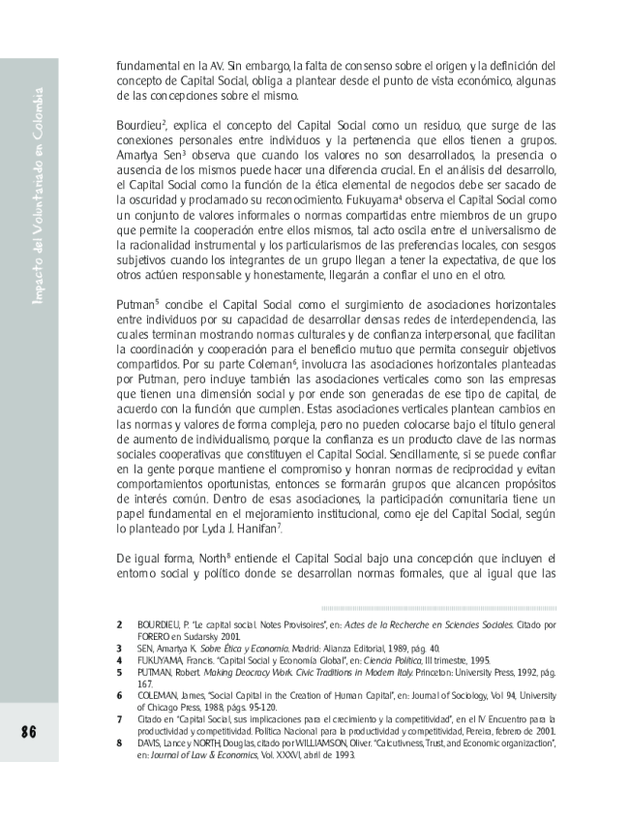 Impacto del Voluntariado en Colombia
fundamental en la AV. Sin embargo, la falta de consenso sobre el origen y la definición del
concepto de Capital Social, obliga a plantear desde el punto de vista económico, algunas
de las concepciones sobre el mismo.
Bourdieu2, explica el concepto del Capital Social como un residuo, que surge de las
conexiones personales entre individuos y la pertenencia que ellos tienen a grupos.
Amartya Sen3 observa que cuando los valores no son desarrollados, la presencia o
ausencia de los mismos puede hacer una diferencia crucial. En el análisis del desarrollo,
el Capital Social como la función de la ética elemental de negocios debe ser sacado de
la oscuridad y proclamado su reconocimiento. Fukuyama4 observa el Capital Social como
un conjunto de valores informales o normas compartidas entre miembros de un grupo
que permite la cooperación entre ellos mismos, tal acto oscila entre el universalismo de
la racionalidad instrumental y los particularismos de las preferencias locales, con sesgos
subjetivos cuando los integrantes de un grupo llegan a tener la expectativa, de que los
otros actúen responsable y honestamente, llegarán a confiar el uno en el otro.
Putman5 concibe el Capital Social como el surgimiento de asociaciones horizontales
entre individuos por su capacidad de desarrollar densas redes de interdependencia, las
cuales terminan mostrando normas culturales y de confianza interpersonal, que facilitan
la coordinación y cooperación para el beneficio mutuo que permita conseguir objetivos
compartidos. Por su parte Coleman6, involucra las asociaciones horizontales planteadas
por Putman, pero incluye también las asociaciones verticales como son las empresas
que tienen una dimensión social y por ende son generadas de ese tipo de capital, de
acuerdo con la función que cumplen. Estas asociaciones verticales plantean cambios en
las normas y valores de forma compleja, pero no pueden colocarse bajo el título general
de aumento de individualismo, porque la confianza es un producto clave de las normas
sociales cooperativas que constituyen el Capital Social. Sencillamente, si se puede confiar
en la gente porque mantiene el compromiso y honran normas de reciprocidad y evitan
comportamientos oportunistas, entonces se formarán grupos que alcancen propósitos
de interés común. Dentro de esas asociaciones, la participación comunitaria tiene un
papel fundamental en el mejoramiento institucional, como eje del Capital Social, según
lo planteado por Lyda J. Hanifan7.
De igual forma, North8 entiende el Capital Social bajo una concepción que incluyen el
entorno social y político donde se desarrollan normas formales, que al igual que las
2 BOURDIEU, P. "Le capital social. Notes Provisoires", en: Actes de la Recherche en Sciencies Sociales. Citado por
FORERO en Sudarsky 2001.
3 SEN, Amartya K. Sobre Ética y Economía. Madrid: Alianza Editorial, 1989, pág. 40.
4 FUKUYAMA, Francis. "Capital Social y Economía Global", en: Ciencia Política, III trimestre, 1995.
5 PUTMAN, Robert. Making Deocracy Work. Civic Traditions in Modern Italy. Princeton: University Press, 1992, pág.
167.
6 COLEMAN, James, "Social Capital in the Creation of Human Capital", en: Journal of Sociology, Vol 94, University
of Chicago Press, 1988, págs. 95-120.
7 Citado en "Capital Social, sus implicaciones para el crecimiento y la competitividad", en el IV Encuentro para la
productividad y competitividad. Política Nacional para la productividad y competitividad, Pereira, febrero de 2001.
8 DAVIS, Lance y NORTH, Douglas, citado por WILLIAMSON, Oliver. "Calcutivness, Trust, and Economic organizaction",
en: Journal of Law & Economics, Vol. XXXVI, abril de 1993.
86